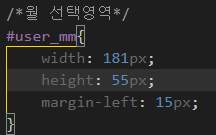 /*월 선택영역*/
#user_mm{
width: 181px;
height: 55px;
margin-left: 15px;
}